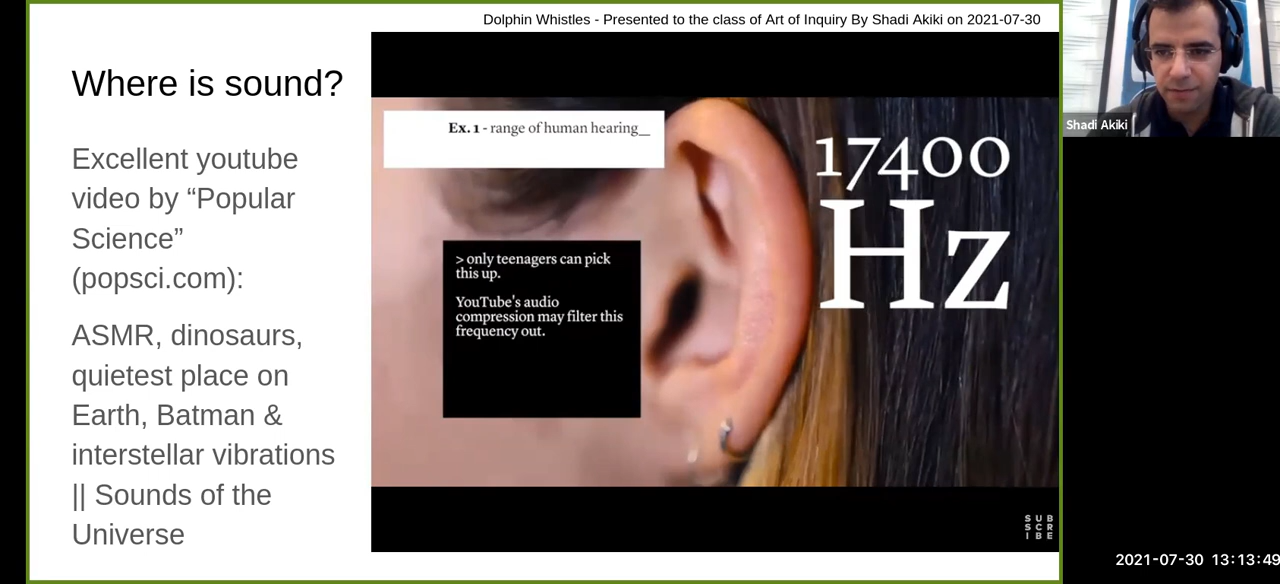 Dolphin Whistles - Presented to the class of Art of Inquiry By Shadi Akiki on 2021-07-30
Where is sound?
Excellent youtube
video by “Popular
Science”
(popsci.com):
ASMR, dinosaurs,
quietest place on
Earth, Batman &
interstellar vibrations
|| Sounds of the
Universe
Ex. 1 - range of human hearing_
> only teenagers can pick
this up.
YouTube's audio
compression may filter this
frequency out.
17400
Hz
SUB
SCR
IBE
Shadi Akiki
2021-07-30 13:13:49